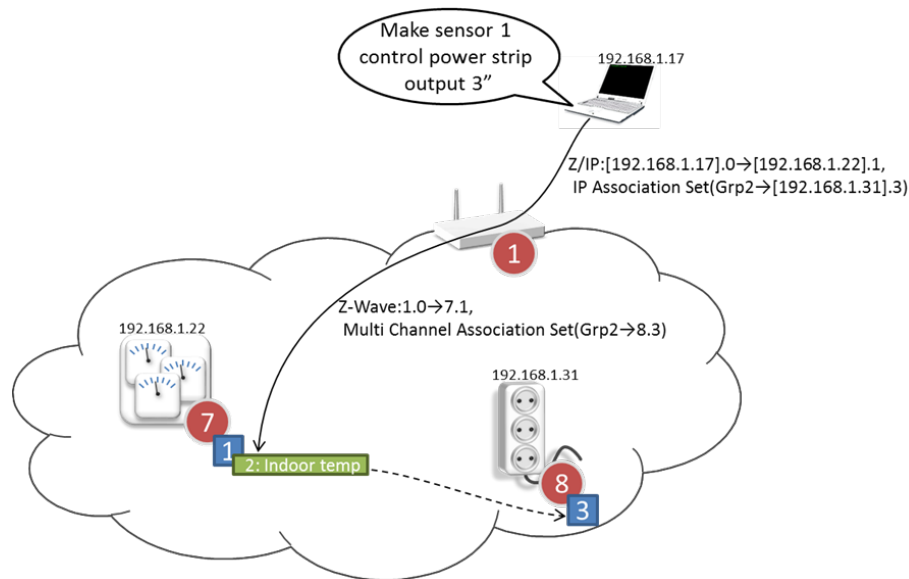 Make sensor 1
control power strip
output 3”
192.168.1.17
Z/IP:[192.168.1.17].0→[192.168.1.22].1,
IP Association Set(Grp2→[192.168.1.31].3)
1
Z-Wave:1.0→7.1,
Multi Channel Association Set(Grp2→8.3)
192.168.1.22
192.168.1.31
7
1
2: Indoor temp
8
3